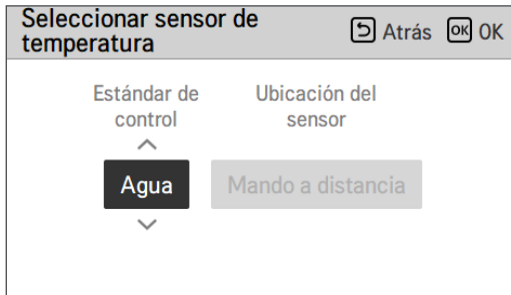 Seleccionar sensor de
temperatura
Atrás
OK
OK
Estándar de
control
Ubicación del
sensor
Agua
Mando a distancia